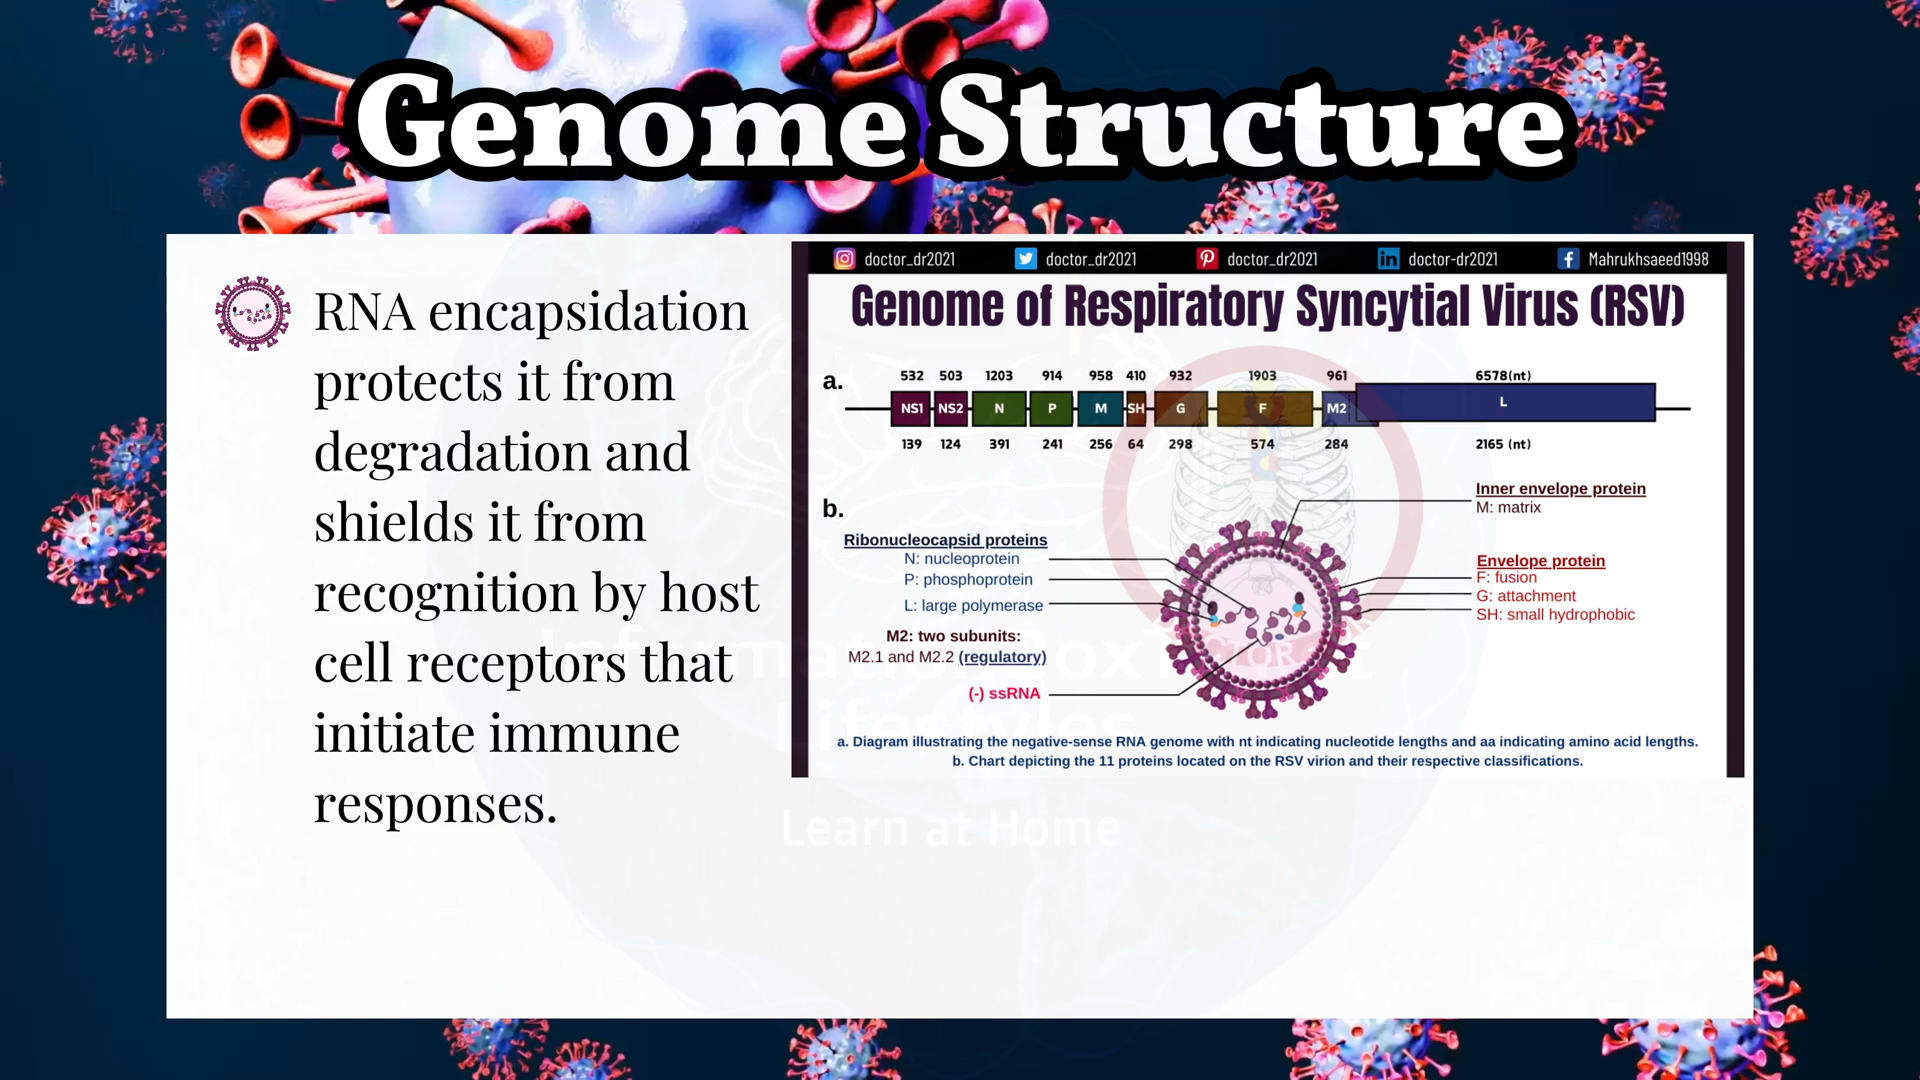 Genome Structure
RNA encapsidation
protects it from
degradation and
shields it from
recognition by host
cell receptors that
initiate immune
responses.
doctor_dr2021 doctor_dr2021 doctor_dr2021 doctor-dr2021 Mahrukhsaeed1998
Genome of Respiratory Syncytial Virus (RSV)
a.
532 503 1203 914 958 410 932 1903 961 6578(nt)
NS1 NS2 N P M SH G F M2 L
139 124 391 241 256 64 298 574 284 2165 (nt)
b.
Inner envelope protein
M: matrix
Ribonucleocapsid proteins
N: nucleoprotein
P: phosphoprotein
L: large polymerase
Envelope protein
F: fusion
G: attachment
SH: small hydrophobic
M2: two subunits:
M2.1 and M2.2 (regulatory)
(-) ssRNA
a. Diagram illustrating the negative-sense RNA genome with nt indicating nucleotide lengths and aa indicating amino acid lengths.
b. Chart depicting the 11 proteins located on the RSV virion and their respective classifications.
Lifestyles
Learn at Home